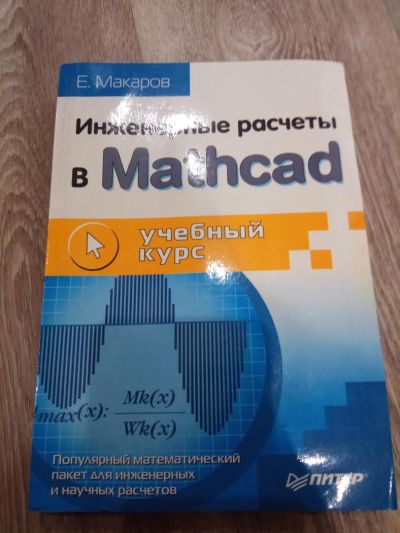 Е. Макаров
Инженерные расчеты
в Mathcad
учебный
курс
Mk(x)
max(x):
Wk(x)
Популярный математический
пакет для инженерных
и научных расчетов
ПИТЕР